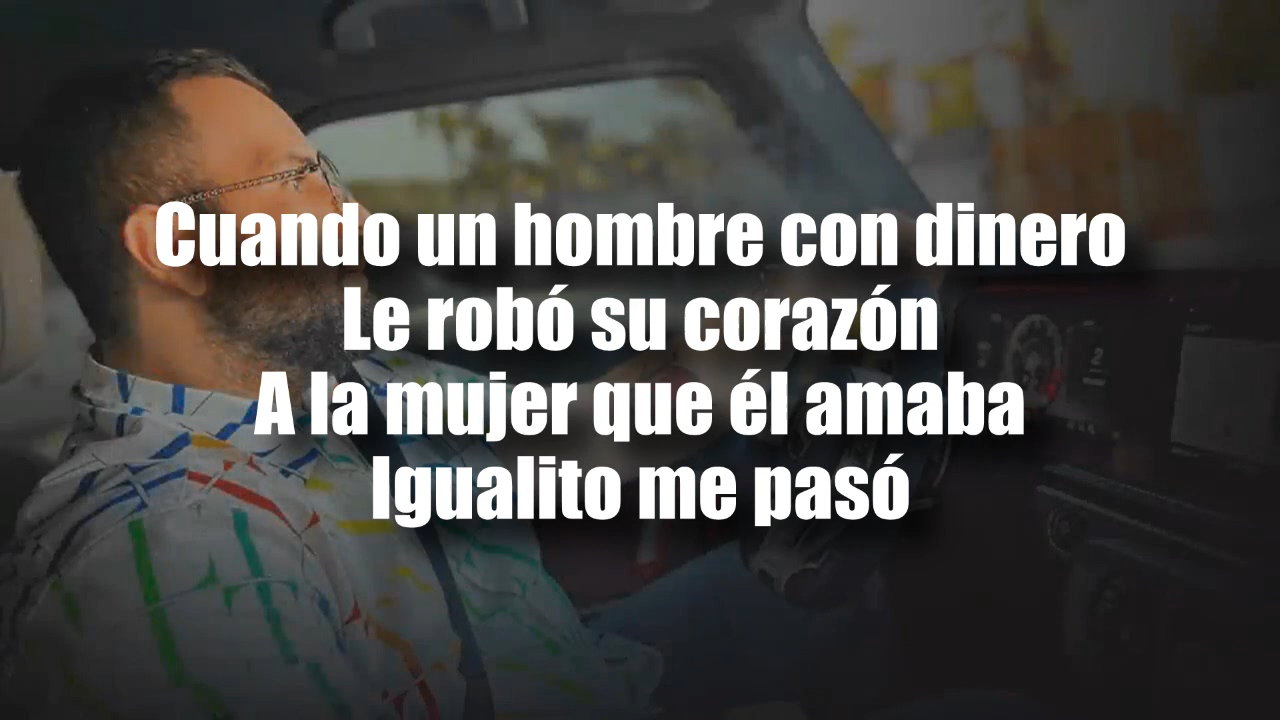 Cuando un hombre con dinero
Le robó su corazón
A la mujer que él amaba
Igualito me pasó